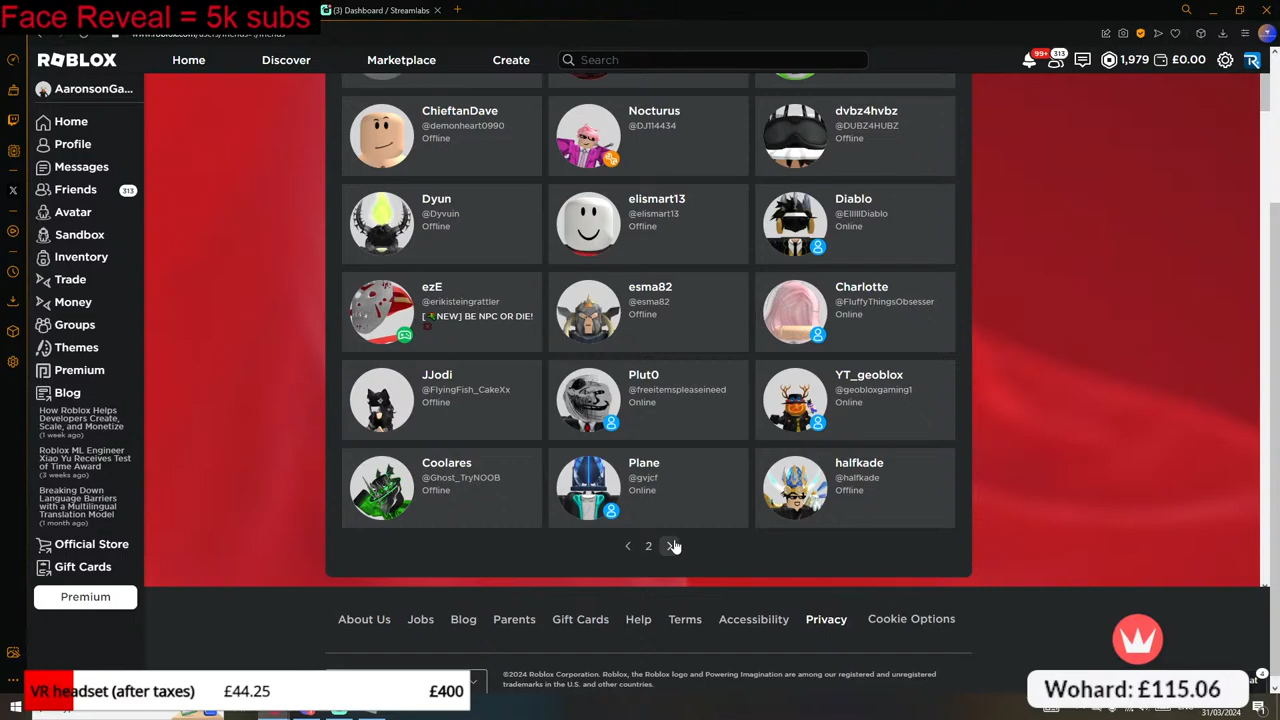 Face Reveal = 5k subs
(3) Dashboard / Streamlabs
ROBLOX
Home
Discover
Marketplace
Create
Search
99+
313
1,979
£0.00
AaronsonGa...
Home
Profile
Messages
Friends
313
Avatar
Sandbox
Inventory
Trade
Money
Groups
Themes
Premium
Blog
How Roblox Helps
Developers Create,
Scale, and Monetize
(1 week ago)
Roblox ML Engineer
Xiao Yu Receives Test
of Time Award
(3 weeks ago)
Breaking Down
Language Barriers
with a Multilingual
Translation Model
(1 month ago)
Official Store
Gift Cards
Premium
ChieftanDave
@demonheart0990
Offline
Nocturus
@DJ114434
dvbz4hvbz
@DUBZ4HUBZ
Offline
Dyun
@Dyvuin
Offline
elismart13
@elismart13
Offline
Diablo
Online
ezE
@erikisteingrattler
NEW] BE NPC OR DIE!
esma82
@esma82
Offline
Charlotte
@FluffyThingsObsesser
Online
JJodi
@FlyingFish_CakeXx
Offline
Plut0
@freeitemspleaseineed
Online
YT_geoblox
@geobloxgaming1
Online
Coolares
@Ghost_TryNOOB
Offline
Plane
@gyjcf
Online
halfkade
@halfkade
Offline
2
About Us
Jobs
Blog
Parents
Gift Cards
Help
Terms
Accessibility
Privacy
Cookie Options
©2024 Roblox Corporation. Roblox, the Roblox logo and Powering Imagination are among our registered and unregistered
trademarks in the U.S. and other countries.
VR headset (after taxes)
£44.25
£400
Wohard: £115.06
4
31/03/2024